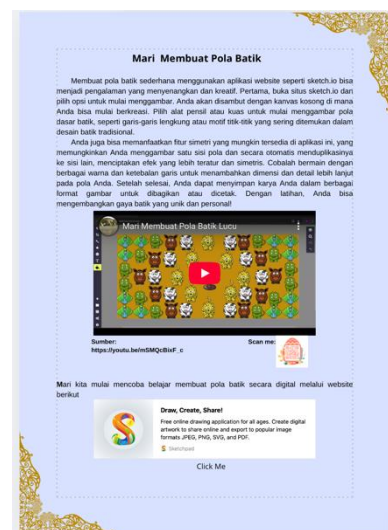 Mari Membuat Pola Batik
Membuat pola batik sederhana menggunakan aplikasi website seperti sketch.io bisa
menjadi pengalaman yang menyenangkan dan kreatif. Pertama, buka situs sketch.io dan
pilih opsi untuk mulai menggambar. Anda akan disambut dengan kanvas kosong di mana
Anda bisa mulai berkreasi. Pilih alat pensil atau kuas untuk mulai menggambar pola
dasar batik, seperti garis-garis lengkung atau motif titik-titik yang sering ditemukan dalam
desain batik tradisional.
Anda juga bisa memanfaatkan fitur simetri yang mungkin tersedia di aplikasi ini, yang
memungkinkan Anda menggambar satu sisi pola dan secara otomatis menduplikasinya
ke sisi lain, menciptakan efek yang lebih teratur dan simetris. Cobalah bermain dengan
berbagai warna dan ketebalan garis untuk menambahkan dimensi dan detail lebih lanjut
pada pola Anda. Setelah selesai, Anda dapat menyimpan karya Anda dalam berbagai
format gambar untuk dibagikan atau dicetak. Dengan latihan, Anda bisa
mengembangkan gaya batik yang unik dan personal!
Mari Membuat Pola Batik Lucu
Sumber: Scan me:
https://youtu.be/mSMQcBixF_c
Mari kita mulai mencoba belajar membuat pola batik secara digital melalui website
berikut
Draw, Create, Share!
Free online drawing application for all ages. Create digital
artwork to share online and export to popular image
formats JPEG, PNG, SVG, and PDF.
Sketchpad
Click Me